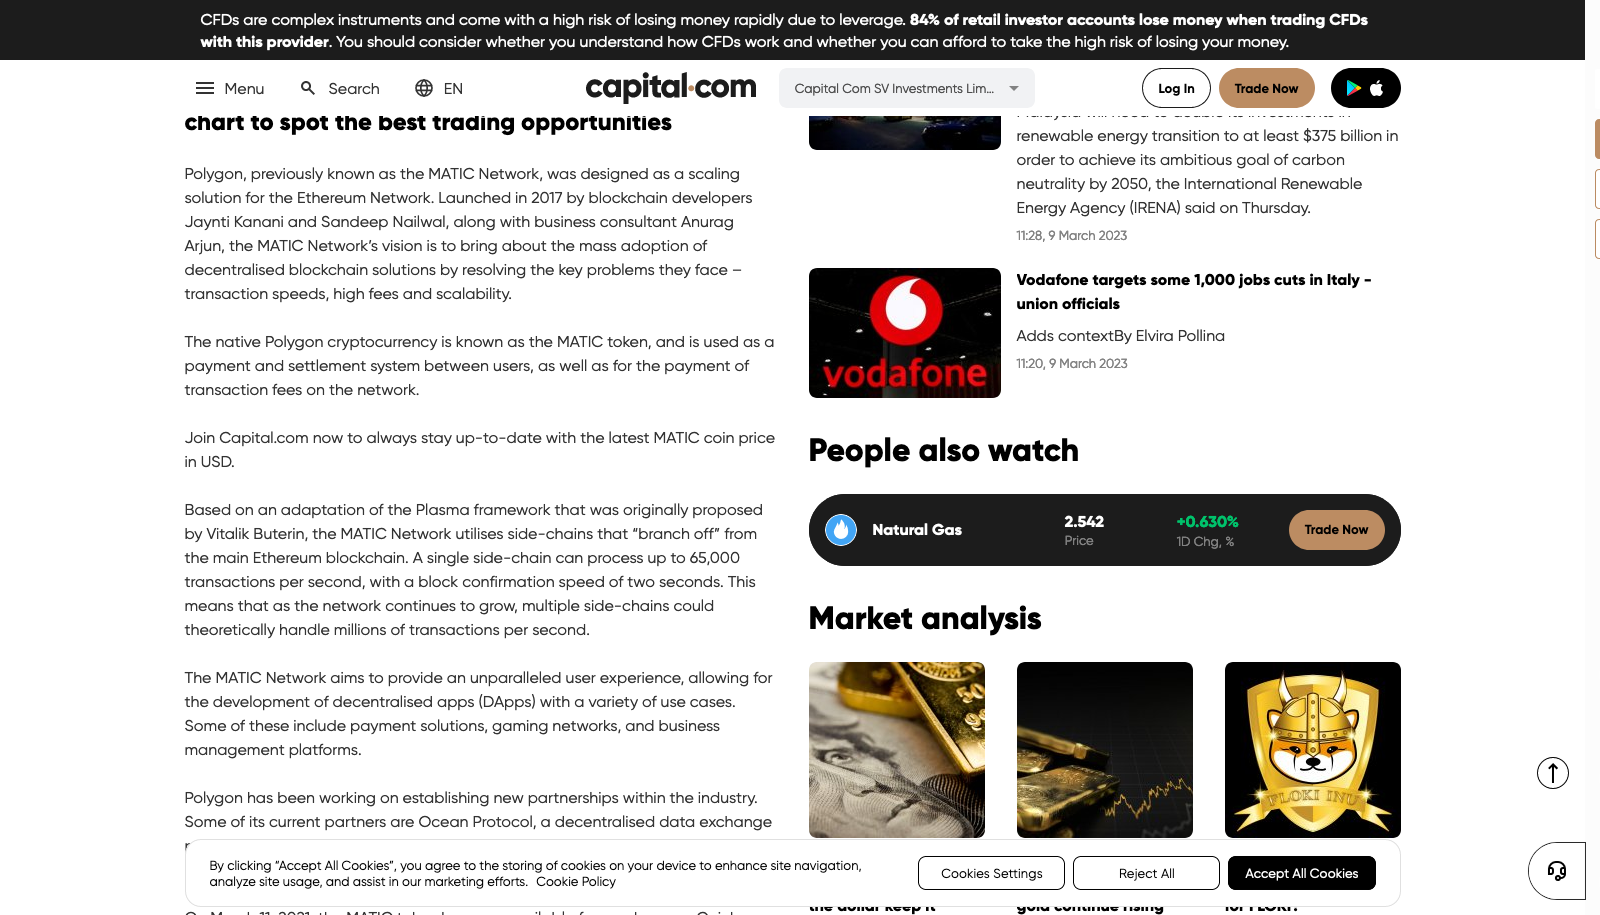 CFDs are complex instruments and come with a high risk of losing money rapidly due to leverage. 84% of retail investor accounts lose money when trading CFDs
with this provider. You should consider whether you understand how CFDs work and whether you can afford to take the high risk of losing your money.
Menu
Search
EN
capital.com
Capital Com SV Investments Lim...
Log In
Trade Now
chart to spot the best trading opportunities
Polygon, previously known as the MATIC Network, was designed as a scaling
solution for the Ethereum Network. Launched in 2017 by blockchain developers
Jaynti Kanani and Sandeep Nailwal, along with business consultant Anurag
Arjun, the MATIC Network’s vision is to bring about the mass adoption of
decentralised blockchain solutions by resolving the key problems they face –
transaction speeds, high fees and scalability.
The native Polygon cryptocurrency is known as the MATIC token, and is used as a
payment and settlement system between users, as well as for the payment of
transaction fees on the network.
Join Capital.com now to always stay up-to-date with the latest MATIC coin price
in USD.
Based on an adaptation of the Plasma framework that was originally proposed
by Vitalik Buterin, the MATIC Network utilises side-chains that “branch off” from
the main Ethereum blockchain. A single side-chain can process up to 65,000
transactions per second, with a block confirmation speed of two seconds. This
means that as the network continues to grow, multiple side-chains could
theoretically handle millions of transactions per second.
The MATIC Network aims to provide an unparalleled user experience, allowing for
the development of decentralised apps (DApps) with a variety of use cases.
Some of these include payment solutions, gaming networks, and business
management platforms.
Polygon has been working on establishing new partnerships within the industry.
Some of its current partners are Ocean Protocol, a decentralised data exchange
Malaysia will need to double its investments in
renewable energy transition to at least $375 billion in
order to achieve its ambitious goal of carbon
neutrality by 2050, the International Renewable
Energy Agency (IRENA) said on Thursday.
11:28, 9 March 2023
vodafone
Vodafone targets some 1,000 jobs cuts in Italy -
union officials
Adds contextBy Elvira Pollina
11:20, 9 March 2023
People also watch
Natural Gas
2.542
Price
+0.630%
1D Chg, %
Trade Now
Market analysis
FLOKI INU
the dollar keep it
gold continue rising
for FLOKI?
By clicking “Accept All Cookies”, you agree to the storing of cookies on your device to enhance site navigation,
analyze site usage, and assist in our marketing efforts. Cookie Policy
Cookies Settings
Reject All
Accept All Cookies